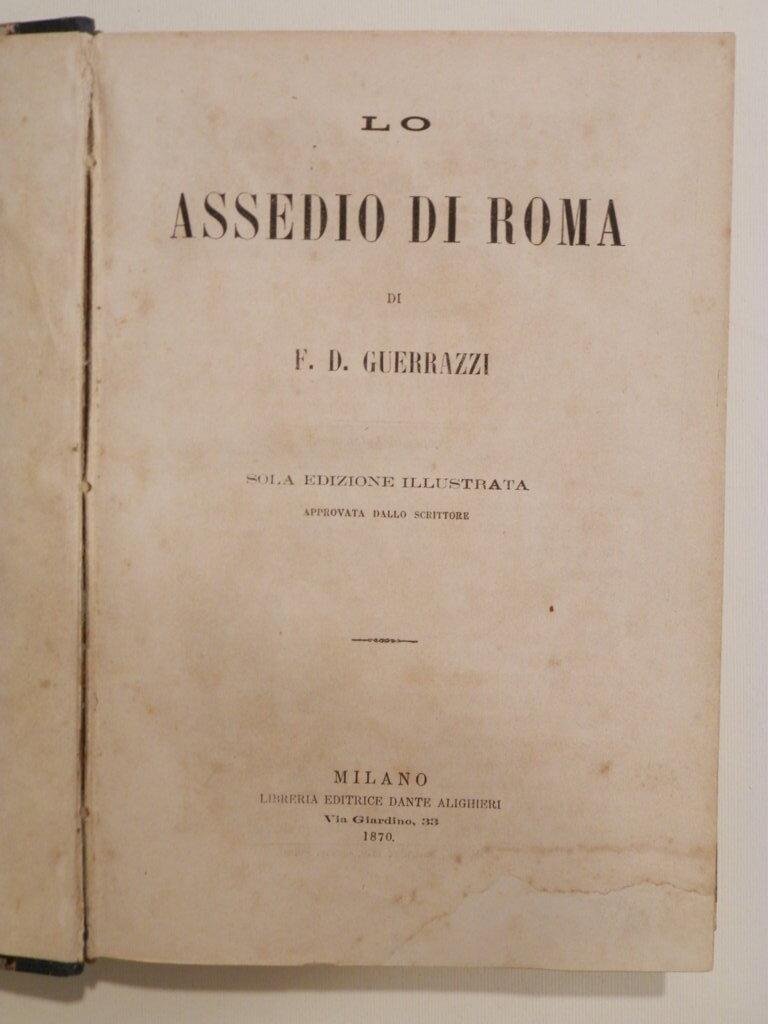 LO
ASSEDIO DI ROMA
DI
F. D. GUERRAZZI
SOLA EDIZIONE ILLUSTRATA
APPROVATA DALLO SCRITTORE
MILANO
LIBRERIA EDITRICE DANTE ALIGHIERI
Via Giardino, 33
1870.